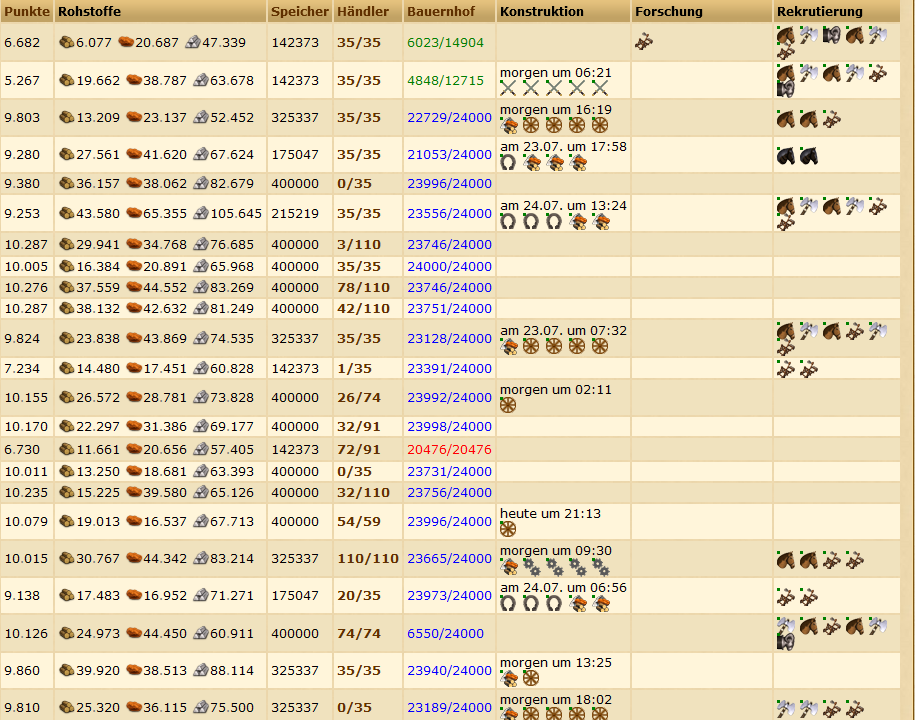 Punkte Rohstoffe Speicher Händler Bauernhof Konstruktion Forschung Rekrutierung
6.682 6.077 20.687 47.339 142373 35/35 6023/14904
morgen um 06:21
5.267 19.662 38.787 63.678 142373 35/35 4848/12715
morgen um 16:19
9.803 13.209 23.137 52.452 325337 35/35 22729/24000
am 23.07. um 17:58
9.280 27.561 41.620 67.624 175047 35/35 21053/24000
9.380 36.157 38.062 82.679 400000 0/35 23996/24000
am 24.07. um 13:24
9.253 43.580 65.355 105.645 215219 35/35 23556/24000
10.287 29.941 34.768 76.685 400000 3/110 23746/24000
10.005 16.384 20.891 65.968 400000 35/35 24000/24000
10.276 37.559 44.552 83.269 400000 78/110 23746/24000
10.287 38.132 42.632 81.249 400000 42/110 23751/24000
am 23.07. um 07:32
9.824 23.838 43.869 74.535 325337 35/35 23128/24000
7.234 14.480 17.451 60.828 142373 1/35 23391/24000
morgen um 02:11
10.155 26.572 28.781 73.828 400000 26/74 23992/24000
10.170 22.297 31.386 69.177 400000 32/91 23998/24000
6.730 11.661 20.656 57.405 142373 72/91 20476/20476
10.011 13.250 18.681 63.393 400000 0/35 23731/24000
10.235 15.225 39.580 65.126 400000 32/110 23756/24000
heute um 21:13
10.079 19.013 16.537 67.713 400000 54/59 23996/24000
morgen um 09:30
10.015 30.767 44.342 83.214 325337 110/110 23665/24000
am 24.07. um 06:56
9.138 17.483 16.952 71.271 175047 20/35 23973/24000
10.126 24.973 44.450 60.911 400000 74/74 6550/24000
morgen um 13:25
9.860 39.920 38.513 88.114 325337 35/35 23940/24000
morgen um 18:02
9.810 25.320 36.115 75.500 325337 0/35 23189/24000